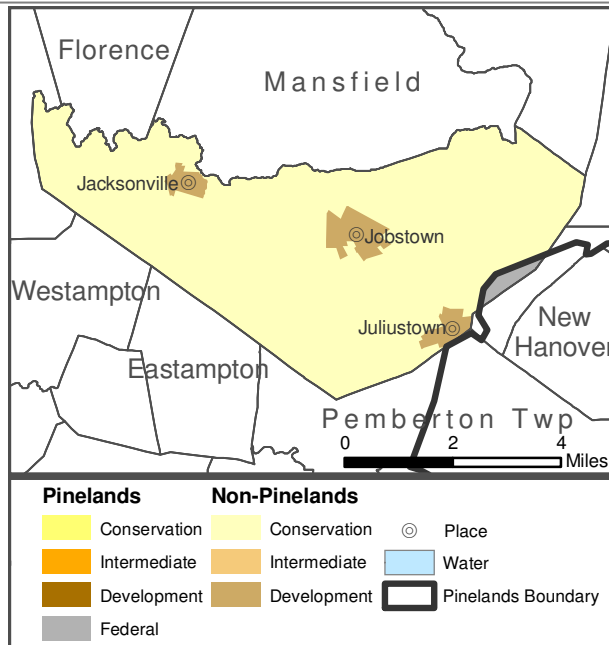 Florence
Mansfield
Jacksonville
Jobstown
Westampton
Juliustown
New
Hanover
Eastampton
Pemberton Twp
0 2 4
Miles
Pinelands Non-Pinelands
Conservation Conservation Place
Intermediate Intermediate Water
Development Development Pinelands Boundary
Federal